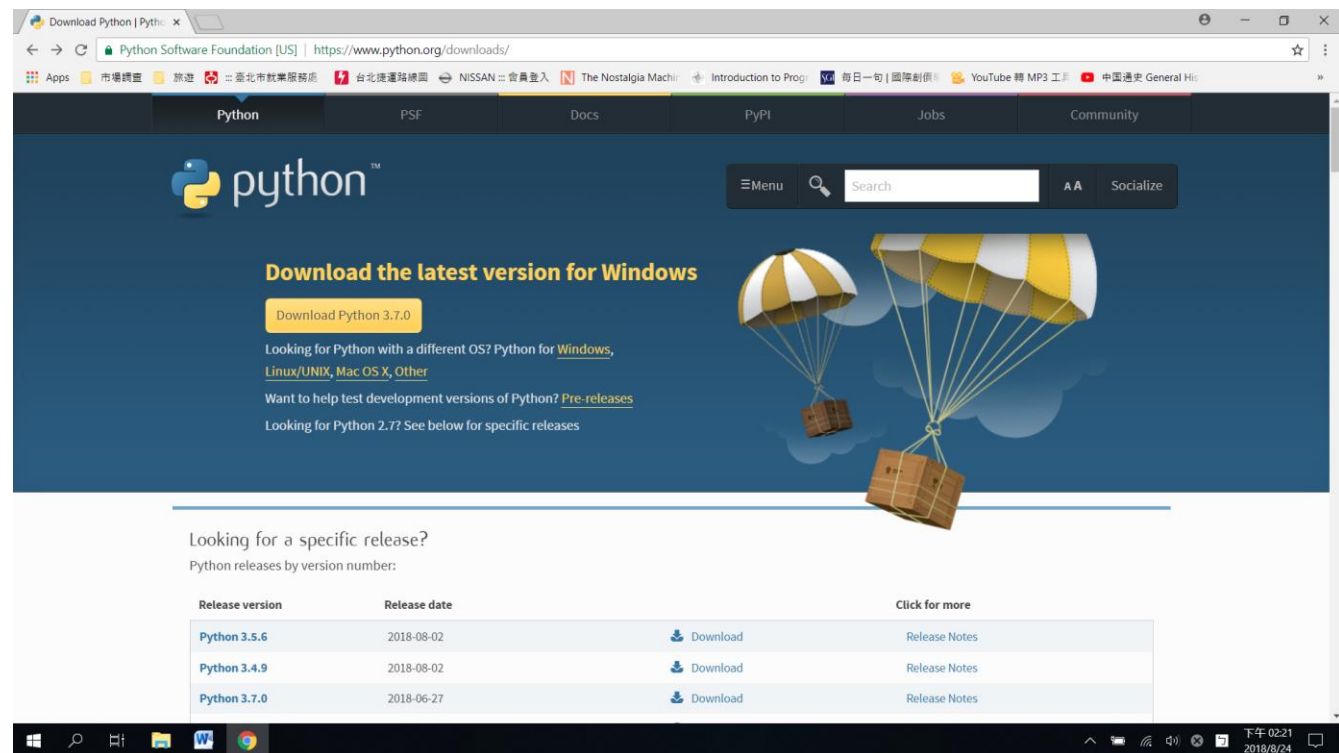 Download Python | Pytho
Python Software Foundation [US] | https://www.python.org/downloads/
Apps 市場調查 旅遊 ::: 臺北市就業服務處 台北捷運路線圖 NISSAN ::: 會員登入 The Nostalgia Machin Introduction to Progr 每日一句 | 國際創價 YouTube 轉 MP3 工具 中国通史 General His »
Python PSF Docs PyPI Jobs Community
python™
≡Menu Search A A Socialize
Download the latest version for Windows
Download Python 3.7.0
Looking for Python with a different OS? Python for Windows,
Linux/UNIX, Mac OS X, Other
Want to help test development versions of Python? Pre-releases
Looking for Python 2.7? See below for specific releases
Looking for a specific release?
Python releases by version number:
Release version Release date Click for more
Python 3.5.6 2018-08-02 Download Release Notes
Python 3.4.9 2018-08-02 Download Release Notes
Python 3.7.0 2018-06-27 Download Release Notes
下午 02:21
2018/8/24